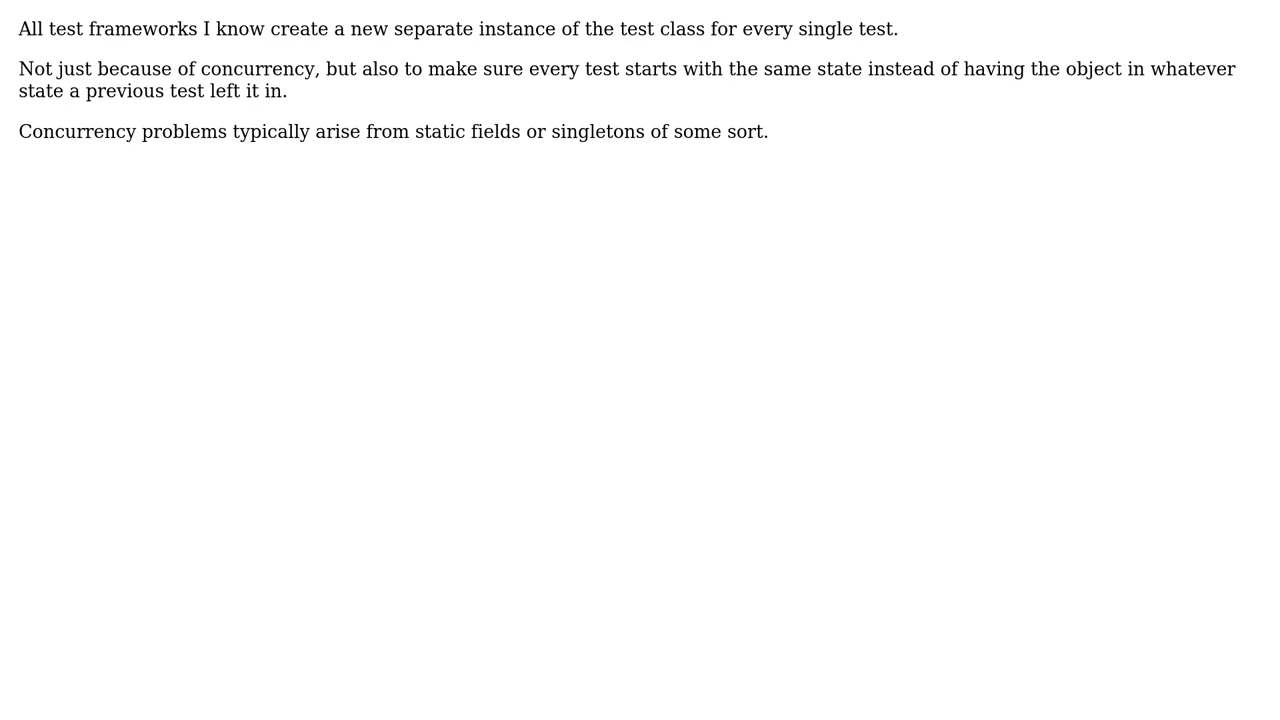 All test frameworks I know create a new separate instance of the test class for every single test.
Not just because of concurrency, but also to make sure every test starts with the same state instead of having the object in whatever
state a previous test left it in.
Concurrency problems typically arise from static fields or singletons of some sort.